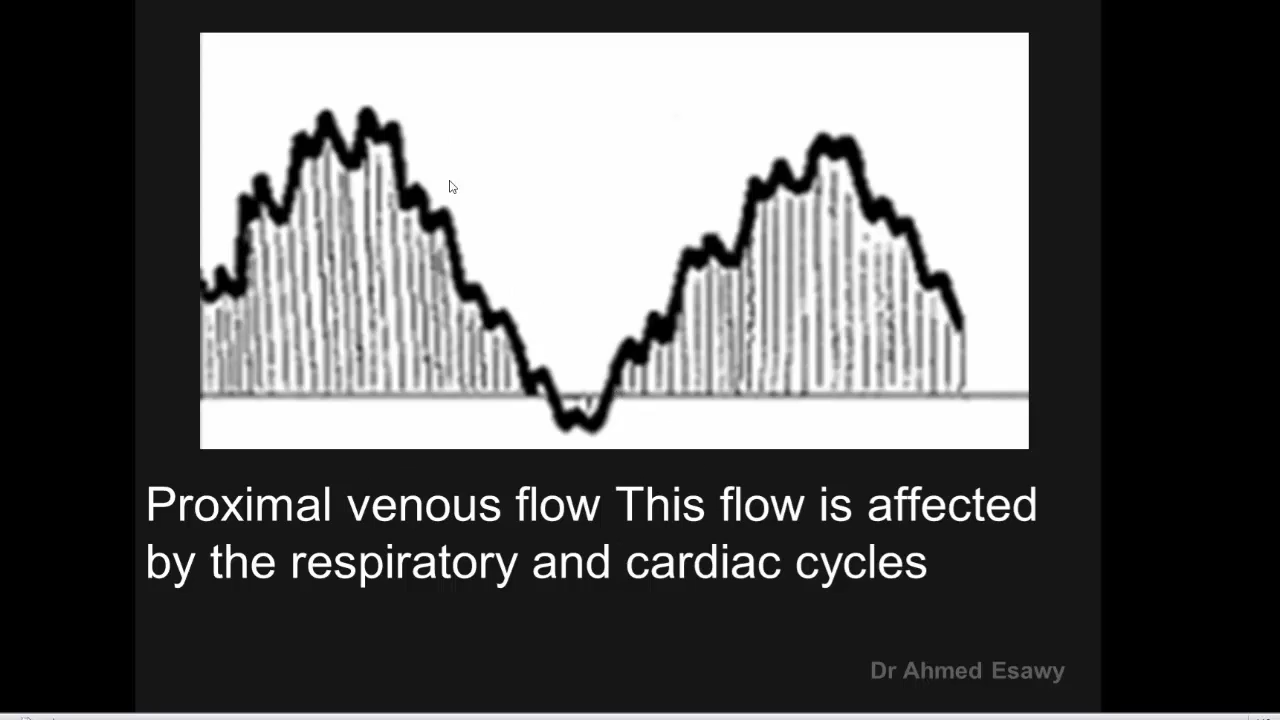 Proximal venous flow This flow is affected
by the respiratory and cardiac cycles
Dr Ahmed Esawy